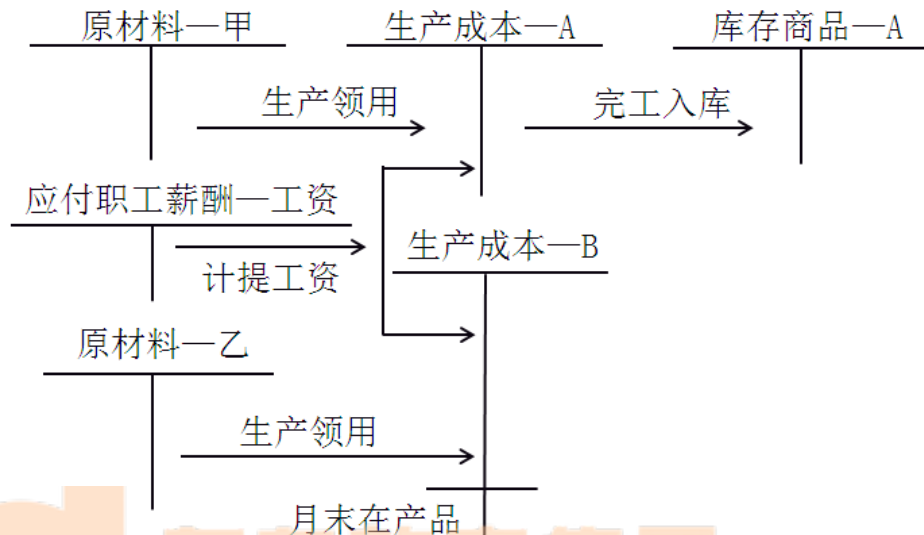 原材料—甲
生产成本—A
库存商品—A
生产领用
完工入库
应付职工薪酬—工资
计提工资
生产成本—B
原材料—乙
生产领用
月末在产品